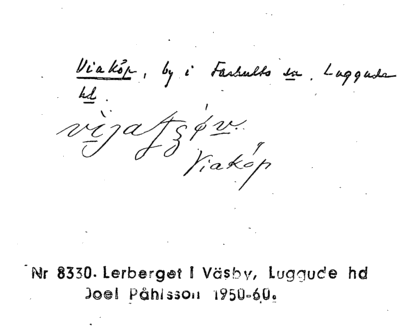 Viaköp, by i Farhults sn. Luggude
hd.
Viaköp
Nr 8330. Lerberget i Väsby, Luggude hd
Joel Påhlsson 1950-60.